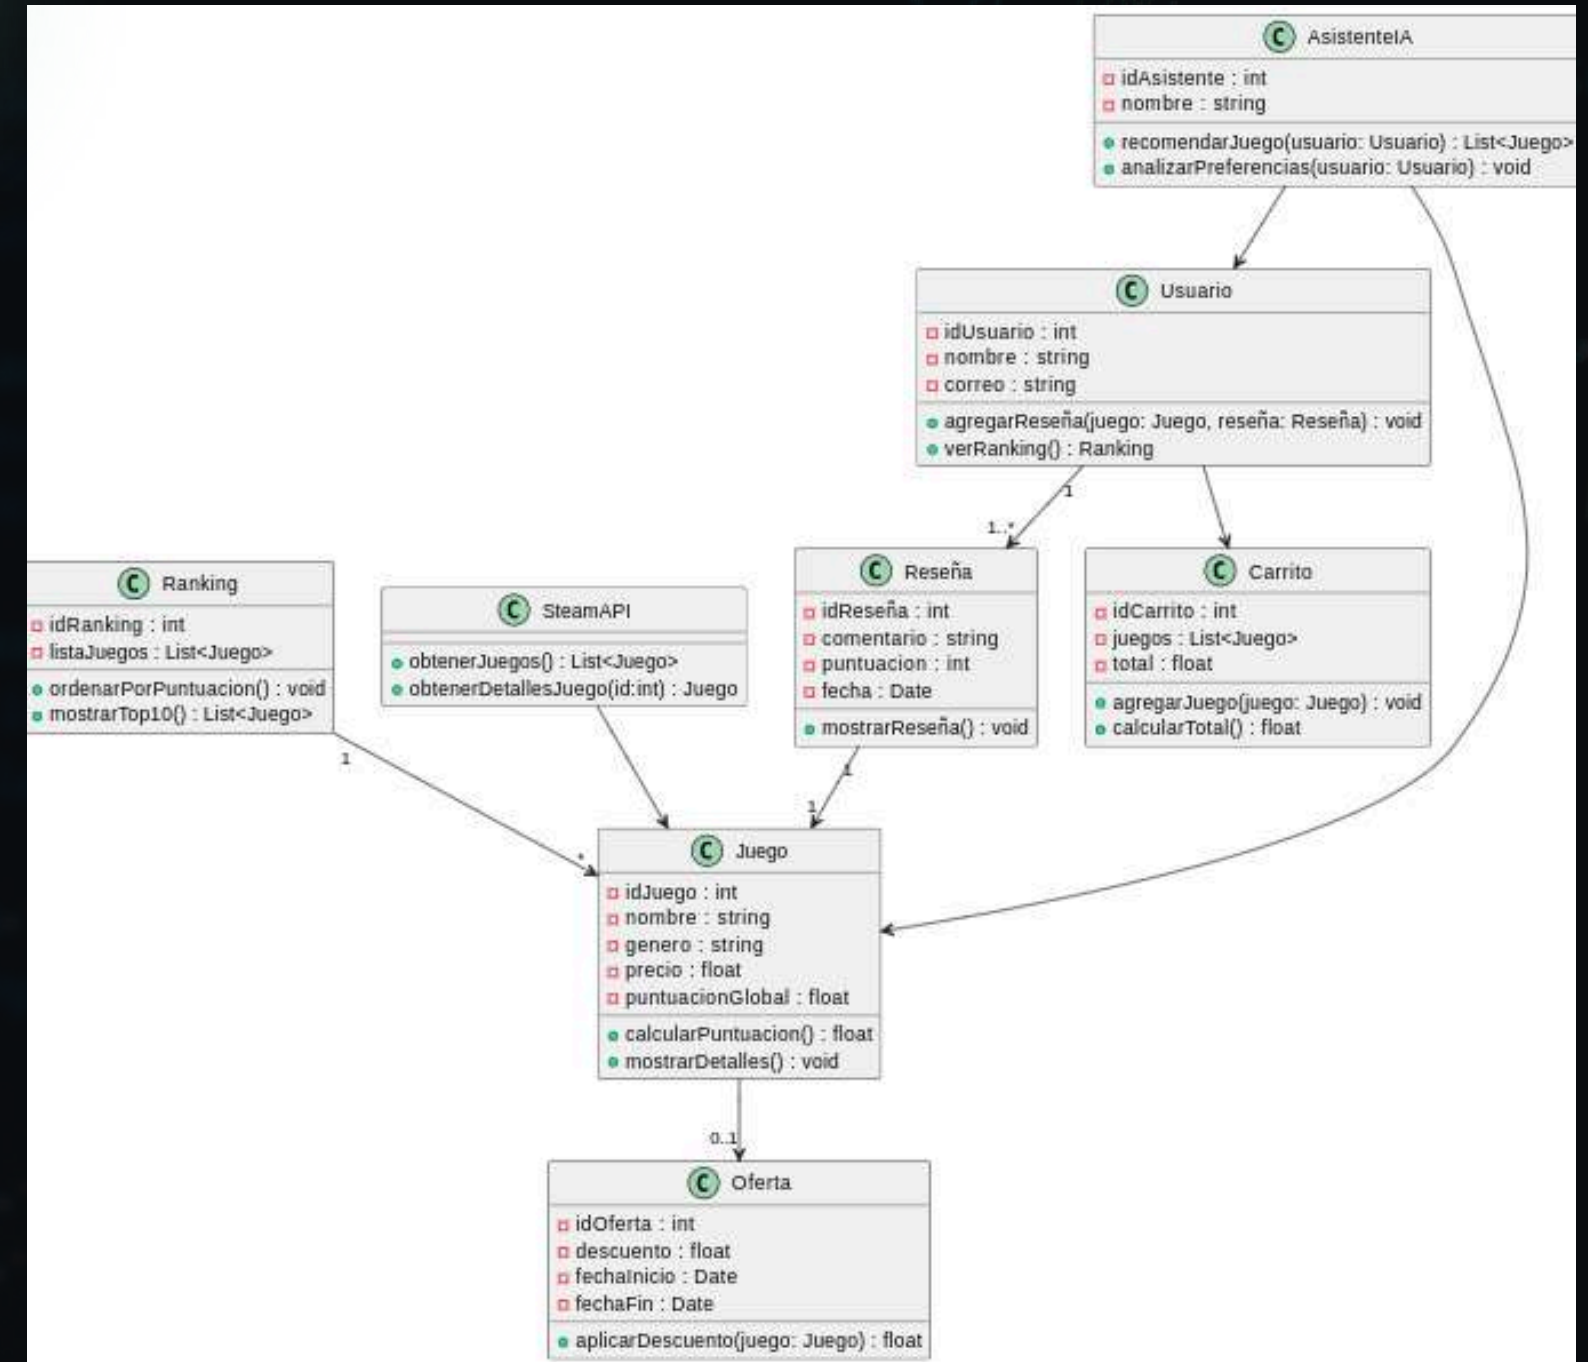 C AsistenteIA
idAsistente : int
nombre : string
recomendarJuego(usuario: Usuario) : List<Juego>
analizarPreferencias(usuario: Usuario) : void
C Usuario
idUsuario : int
nombre : string
correo : string
agregarReseña(juego: Juego, reseña: Reseña) : void
verRanking() : Ranking
1
1..*
C Ranking
idRanking : int
listaJuegos : List<Juego>
ordenarPorPuntuacion() : void
mostrarTop10() : List<Juego>
C SteamAPI
obtenerJuegos() : List<Juego>
obtenerDetallesJuego(id:int) : Juego
C Reseña
idReseña : int
comentario : string
puntuacion : int
fecha : Date
mostrarReseña() : void
C Carrito
idCarrito : int
juegos : List<Juego>
total : float
agregarJuego(juego: Juego) : void
calcularTotal() : float
1
1
1
*
C Juego
idJuego : int
nombre : string
genero : string
precio : float
puntuacionGlobal : float
calcularPuntuacion() : float
mostrarDetalles() : void
0..1
C Oferta
idOferta : int
descuento : float
fechaInicio : Date
fechaFin : Date
aplicarDescuento(juego: Juego) : float